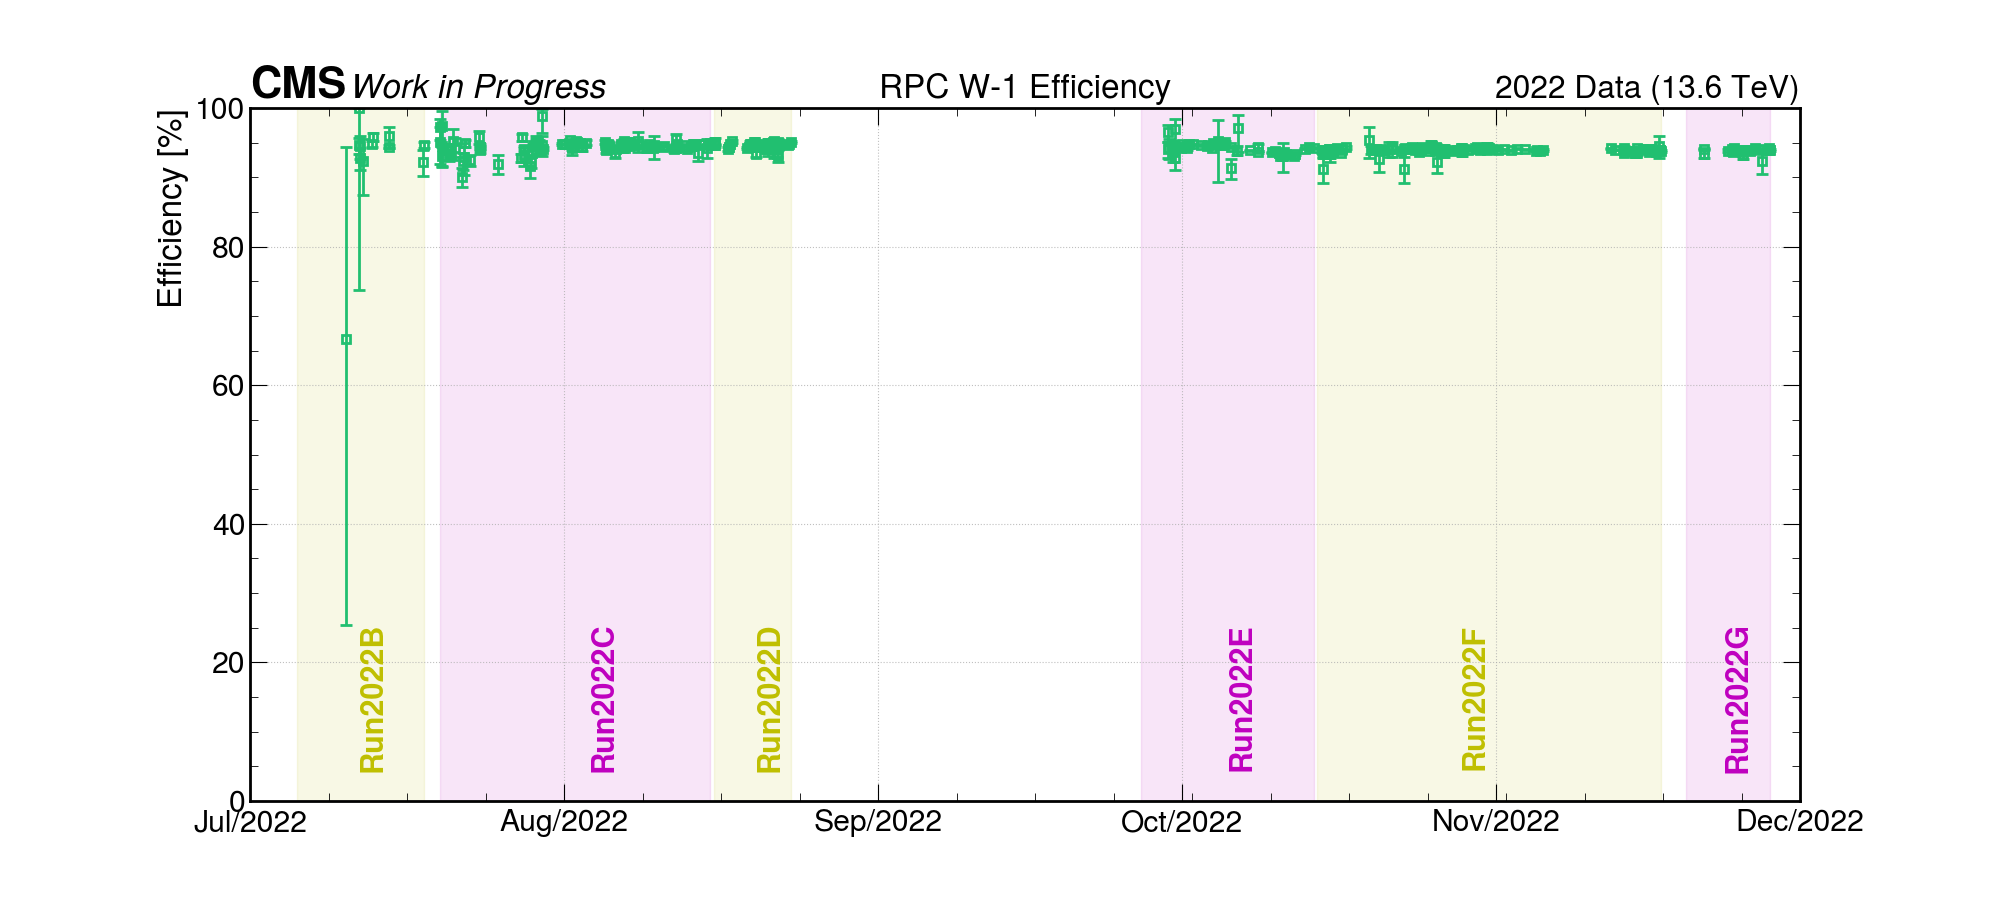 CMS Work in Progress RPC W-1 Efficiency 2022 Data (13.6 TeV)
Efficiency [%]
100
80
60
40
20
0
Run2022B
Run2022C
Run2022D
Run2022E
Run2022F
Run2022G
Jul/2022 Aug/2022 Sep/2022 Oct/2022 Nov/2022 Dec/2022